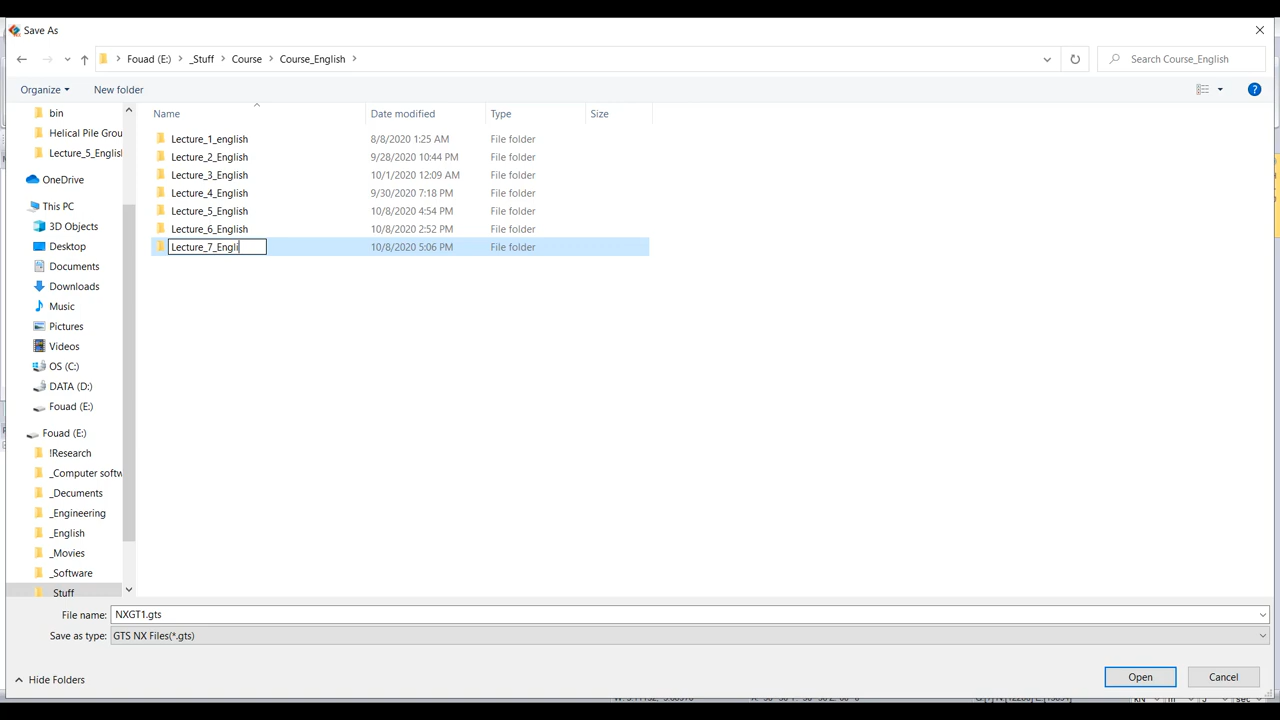 Save As
Fouad (E:) > _Stuff > Course > Course_English >
Search Course_English
Organize
New folder
Name
Date modified
Type
Size
bin
Helical Pile Grou
Lecture_5_Englis
OneDrive
This PC
3D Objects
Desktop
Documents
Downloads
Music
Pictures
Videos
OS (C:)
DATA (D:)
Fouad (E:)
Fouad (E:)
!Research
_Computer softw
_Decuments
_Engineering
_English
_Movies
_Software
_Stuff
Lecture_1_english 8/8/2020 1:25 AM File folder
Lecture_2_English 9/28/2020 10:44 PM File folder
Lecture_3_English 10/1/2020 12:09 AM File folder
Lecture_4_English 9/30/2020 7:18 PM File folder
Lecture_5_English 10/8/2020 4:54 PM File folder
Lecture_6_English 10/8/2020 2:52 PM File folder
Lecture_7_Engli 10/8/2020 5:06 PM File folder
File name: NXGT1.gts
Save as type: GTS NX Files(*.gts)
Hide Folders
Open
Cancel